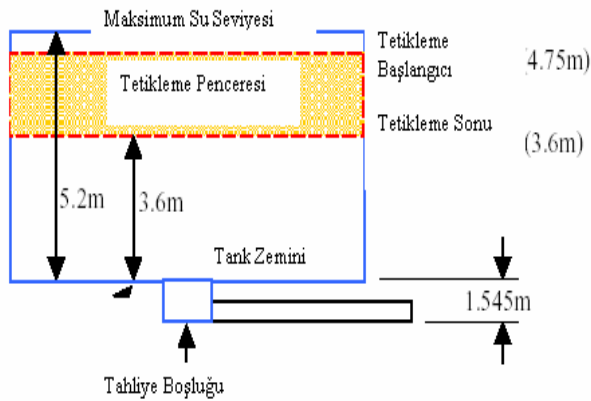 Maksimum Su Seviyesi
Tetikleme
Başlangıcı
(4.75m)
Tetikleme Penceresi
Tetikleme Sonu
(3.6m)
5.2m
3.6m
Tank Zemini
1.545m
Tahliye Boşluğu